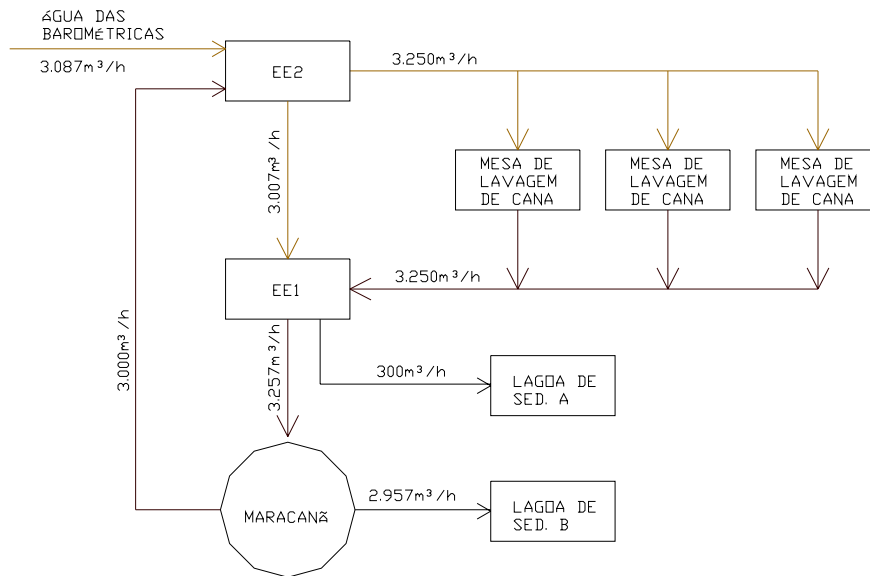 ÁGUA DAS
BAROMÉTRICAS
3.087m³/h
EE2
3.250m³/h
MESA DE
LAVAGEM
DE CANA
MESA DE
LAVAGEM
DE CANA
MESA DE
LAVAGEM
DE CANA
3.007m³/h
EE1
3.250m³/h
3.000m³/h
3.257m³/h
300m³/h
LAGOA DE
SED. A
MARACANÃ
2.957m³/h
LAGOA DE
SED. B